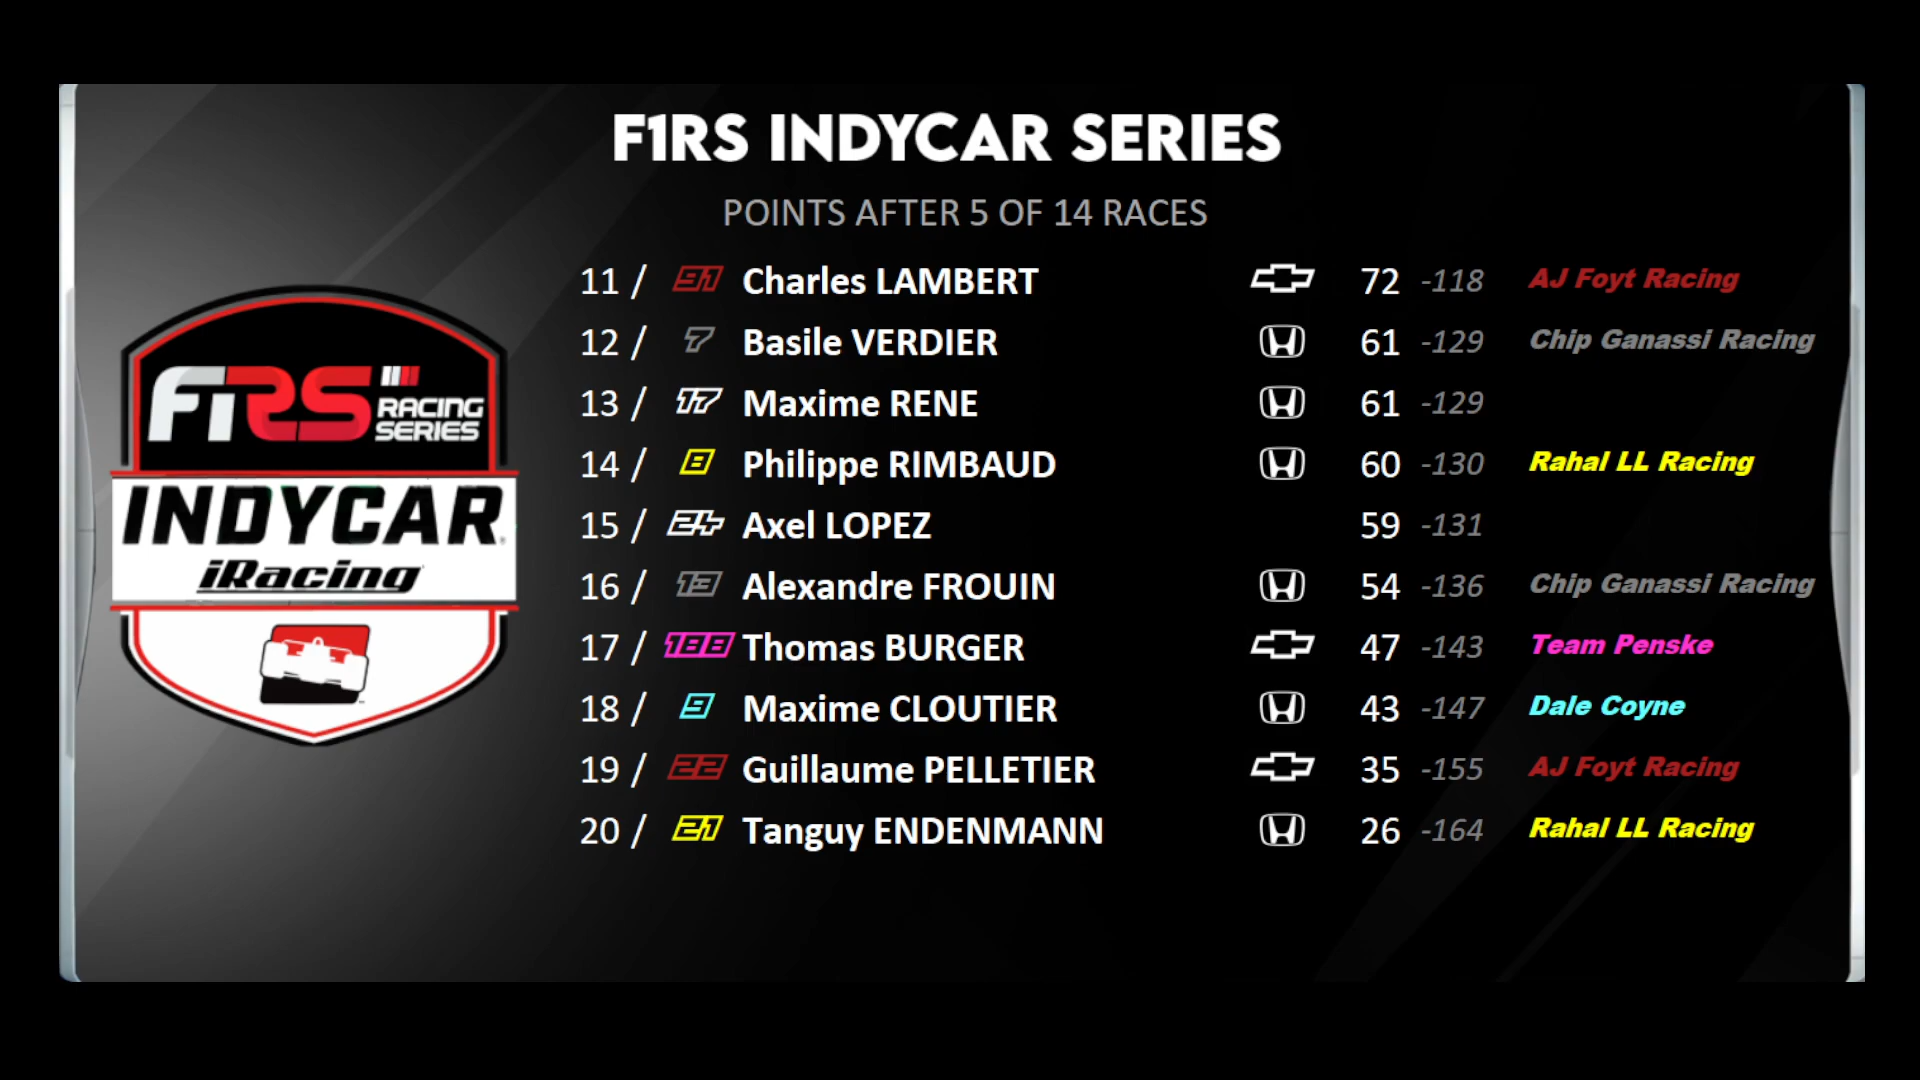 F1RS INDYCAR SERIES
POINTS AFTER 5 OF 14 RACES
11 / 91 Charles LAMBERT 72 -118 AJ Foyt Racing
12 / 7 Basile VERDIER 61 -129 Chip Ganassi Racing
13 / 17 Maxime RENE 61 -129
14 / 8 Philippe RIMBAUD 60 -130 Rahal LL Racing
15 / 24 Axel LOPEZ 59 -131
16 / 13 Alexandre FROUIN 54 -136 Chip Ganassi Racing
17 / 188 Thomas BURGER 47 -143 Team Penske
18 / 9 Maxime CLOUTIER 43 -147 Dale Coyne
19 / 22 Guillaume PELLETIER 35 -155 AJ Foyt Racing
20 / 21 Tanguy ENDENMANN 26 -164 Rahal LL Racing
F1RS RACING
SERIES
INDYCAR
iRacing